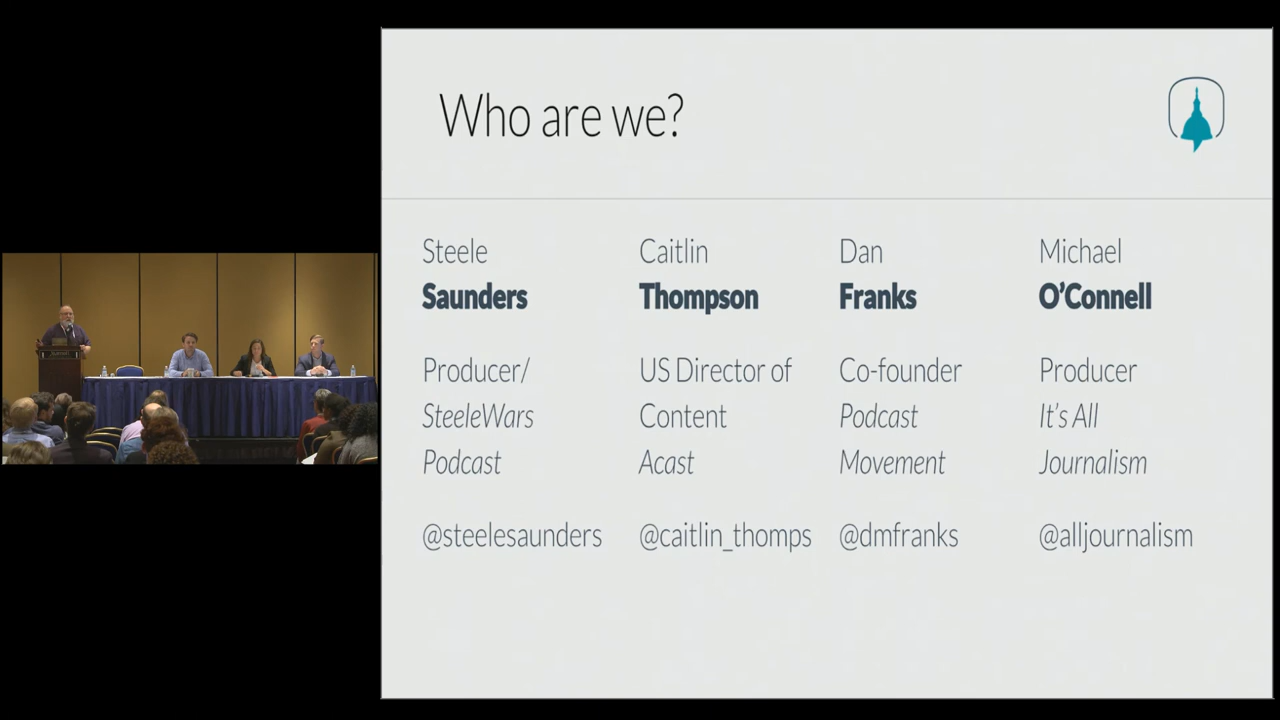 Who are we?
Steele
Saunders
Producer/
SteeleWars
Podcast
@steelesaunders
Caitlin
Thompson
US Director of
Content
Acast
@caitlin_thomps
Dan
Franks
Co-founder
Podcast
Movement
@dmfranks
Michael
O’Connell
Producer
It’s All
Journalism
@alljournalism